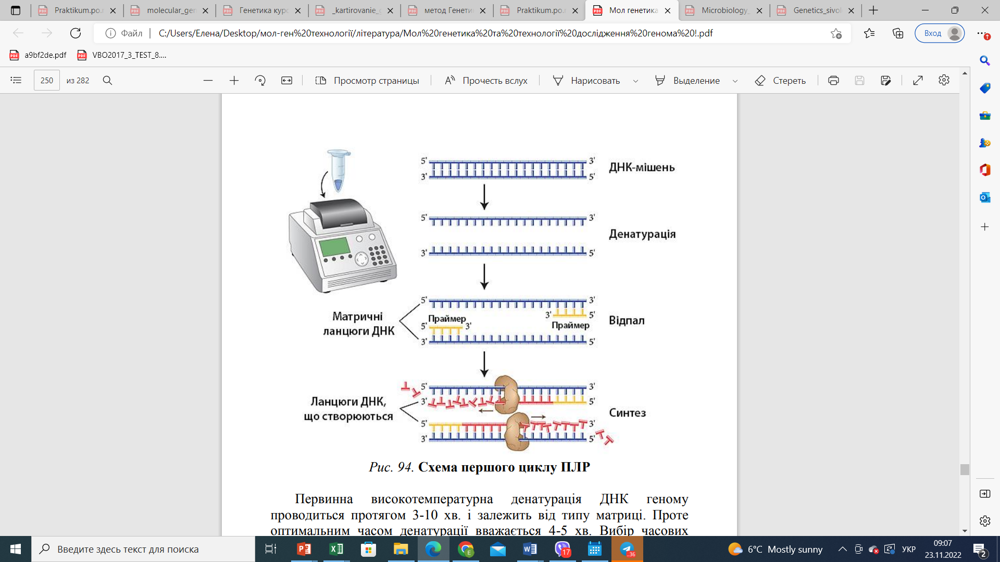 Praktikum.po.
molecular_gen
Генетика курс
_kartirovanie_g
метод Генети
Praktikum.po.
Мол генетика
Microbiology_
Genetics_sivol
Файл
C:/Users/Елена/Desktop/мол-ген%20технології/література/Мол%20генетика%20та%20технології%20дослідження%20генома%20!.pdf
Вход
a9bf2de.pdf
VBO2017_3_TEST_8....
250 из 282
Просмотр страницы
Прочесть вслух
Нарисовать
Выделение
Стереть
5' 3'
ДНК-мішень
3' 5'
5' 3'
Денатурація
3' 5'
5' 3'
Матричні
ланцюги ДНК
Праймер
5' 3'
3' 5'
Праймер
Відпал
3' 5'
5' 3'
Ланцюги ДНК,
що створюються
3' 5'
Синтез
5' 3'
3' 5'
Рис. 94. Схема першого циклу ПЛР
Первинна високотемпературна денатурація ДНК геному
проводиться протягом 3-10 хв. і залежить від типу матриці. Проте
оптимальним часом денатурації вважається 4-5 хв. Вибір часових
Введите здесь текст для поиска
17
..36
6°C Mostly sunny
УКР
09:07
23.11.2022
2